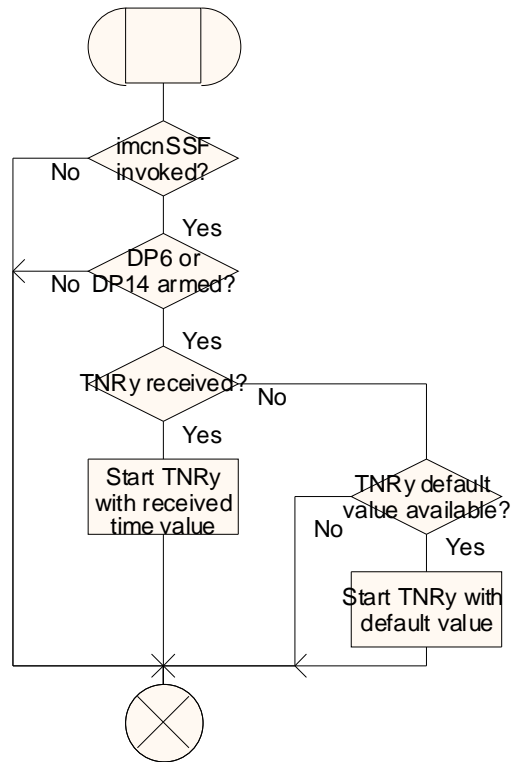 imcnSSF
invoked?
No
Yes
DP6 or
DP14 armed?
No
Yes
TNRy received?
No
Yes
Start TNRy
with received
time value
TNRy default
value available?
No
Yes
Start TNRy with
default value